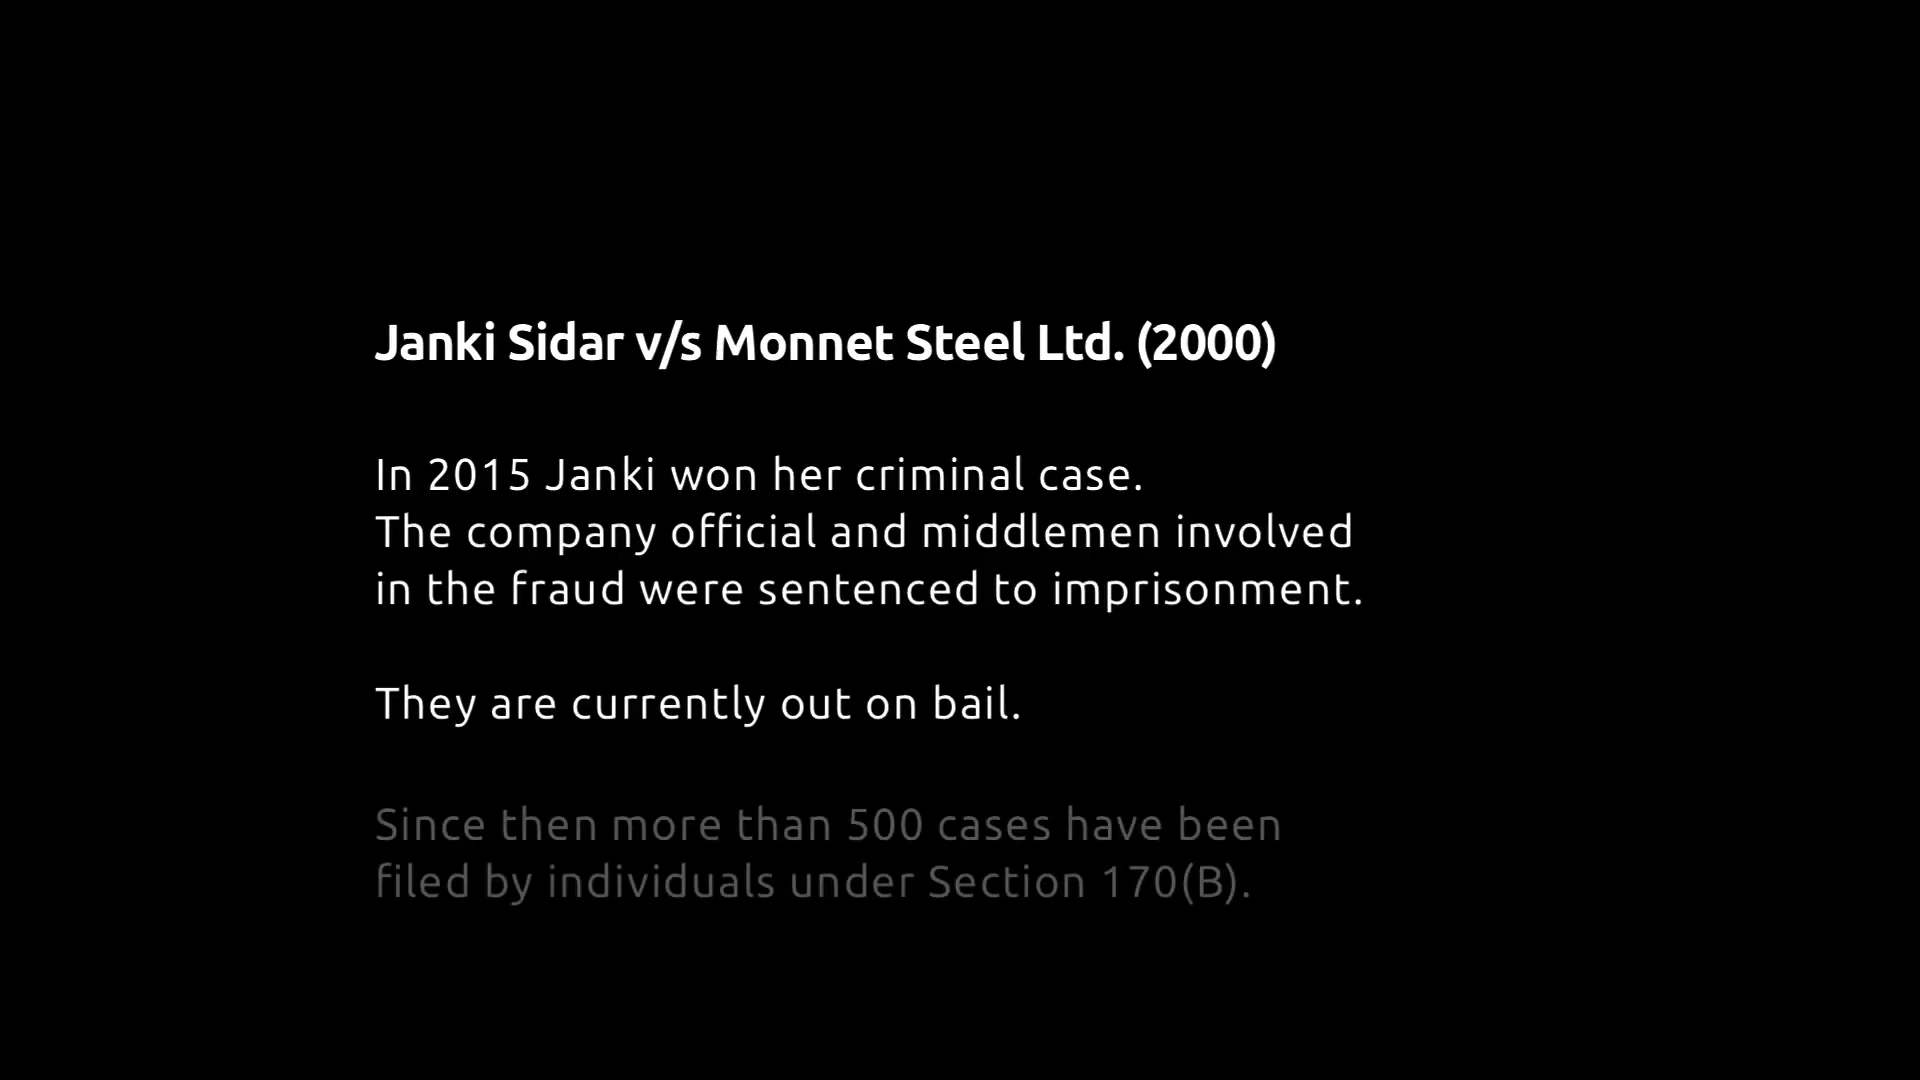 Janki Sidar v/s Monnet Steel Ltd. (2000)
In 2015 Janki won her criminal case.
The company official and middlemen involved
in the fraud were sentenced to imprisonment.
They are currently out on bail.
Since then more than 500 cases have been
filed by individuals under Section 170(B).